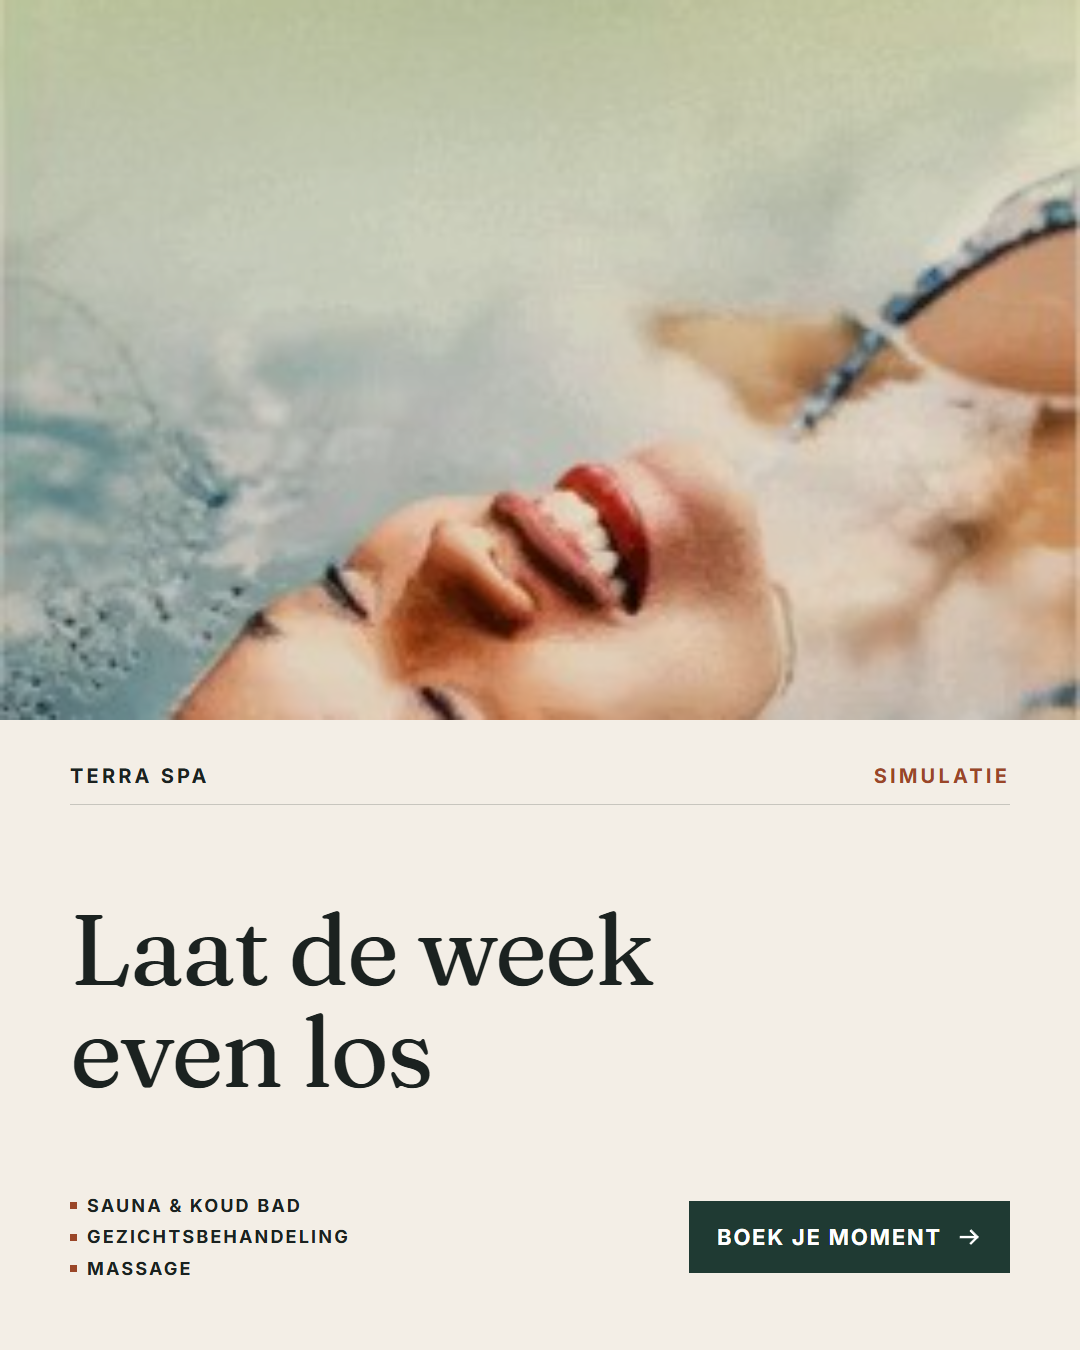 TERRA SPA
SIMULATIE
Laat de week
even los
SAUNA & KOUD BAD
GEZICHTSBEHANDELING
MASSAGE
BOEK JE MOMENT →